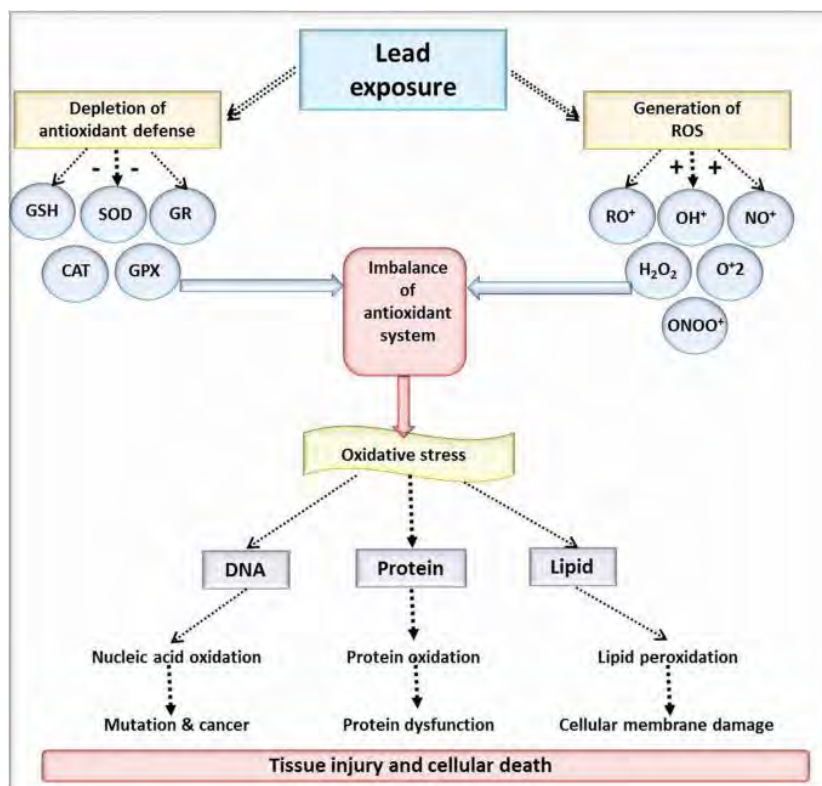 Lead
exposure
Depletion of
antioxidant defense
Generation of
ROS
- -
+ +
GSH
SOD
GR
CAT
GPX
RO⁺
OH⁺
NO⁺
H₂O₂
O⁺2
ONOO⁺
Imbalance
of
antioxidant
system
Oxidative stress
DNA
Protein
Lipid
Nucleic acid oxidation
Protein oxidation
Lipid peroxidation
Mutation & cancer
Protein dysfunction
Cellular membrane damage
Tissue injury and cellular death